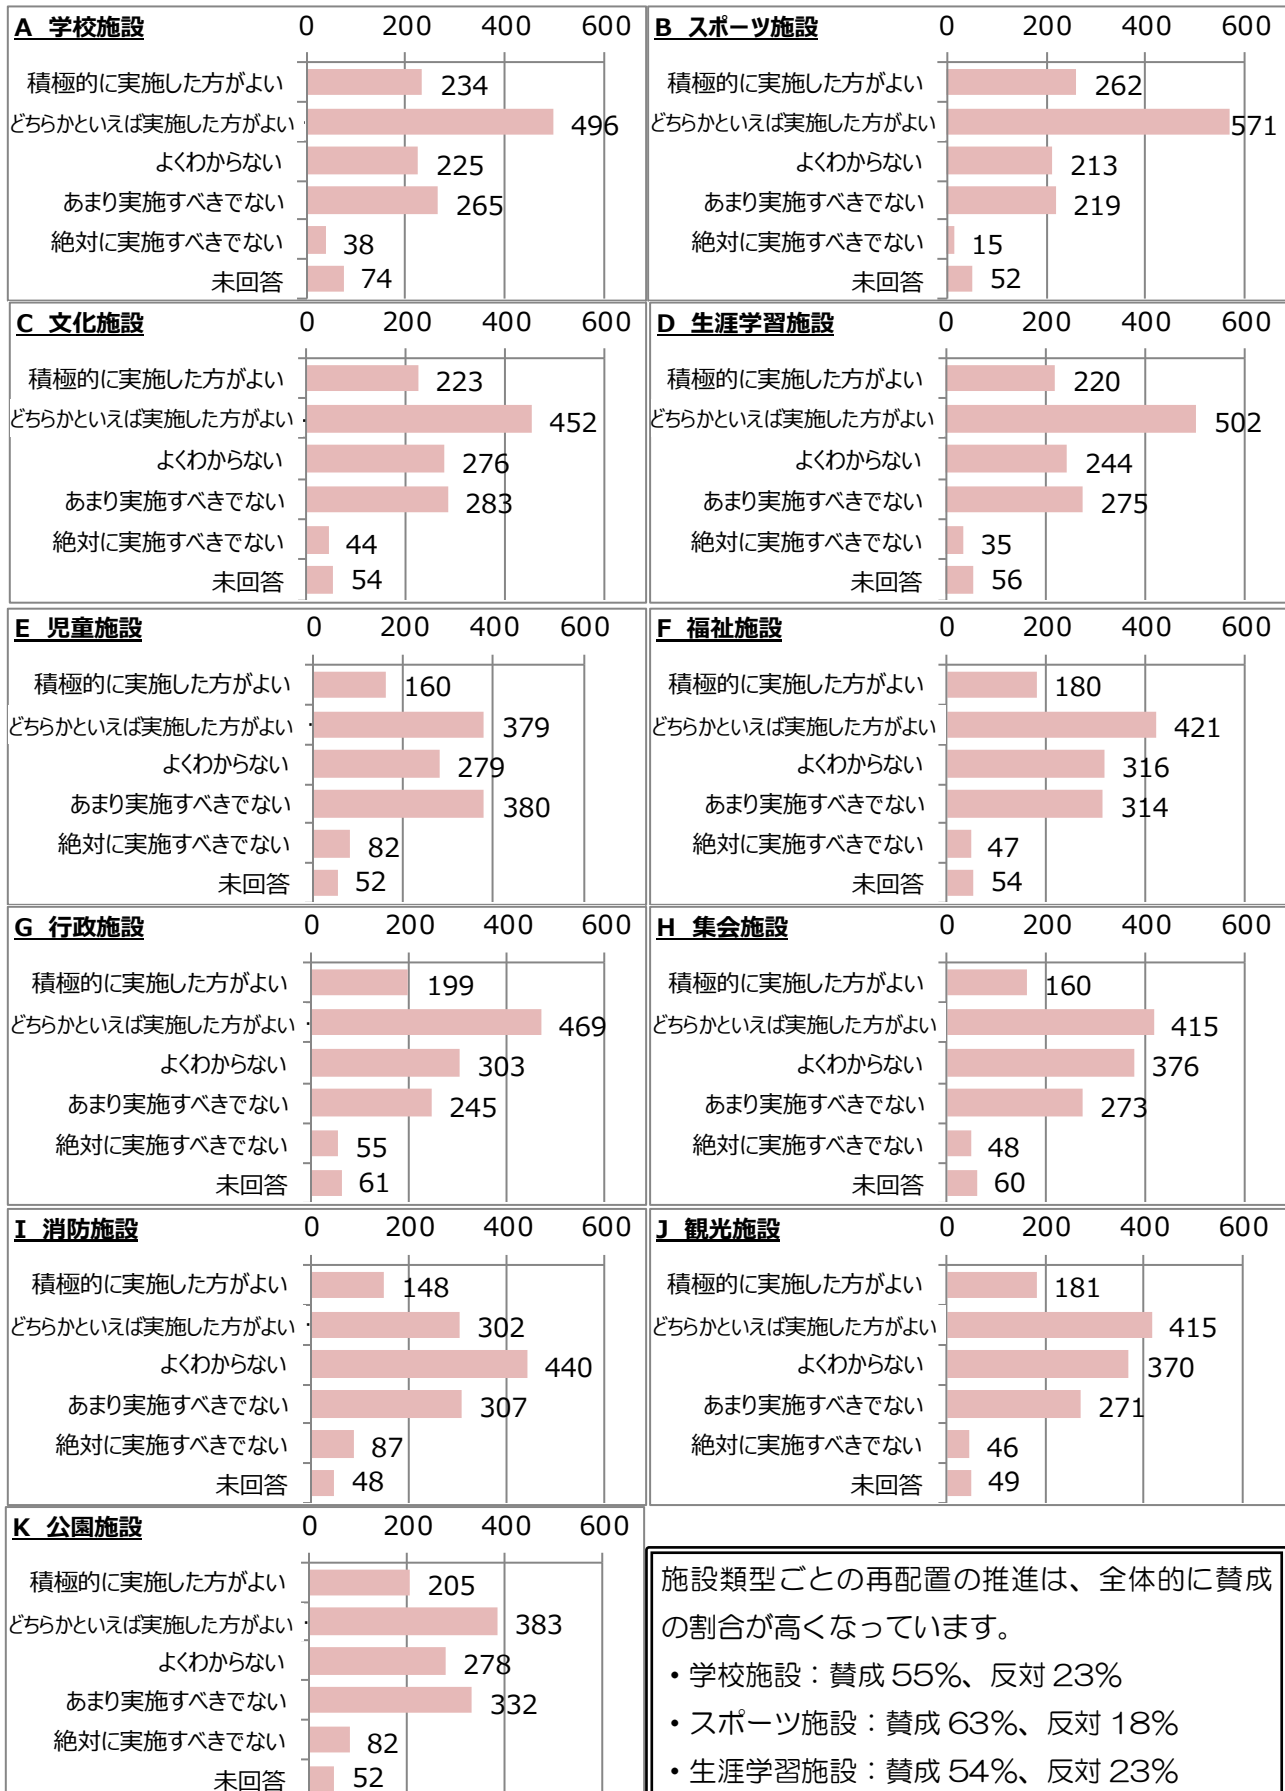 A 学校施設
0 200 400 600
積極的に実施した方がよい 234
どちらかといえば実施した方がよい 496
よくわからない 225
あまり実施すべきでない 265
絶対に実施すべきでない 38
未回答 74
B スポーツ施設
0 200 400 600
積極的に実施した方がよい 262
どちらかといえば実施した方がよい 571
よくわからない 213
あまり実施すべきでない 219
絶対に実施すべきでない 15
未回答 52
C 文化施設
0 200 400 600
積極的に実施した方がよい 223
どちらかといえば実施した方がよい 452
よくわからない 276
あまり実施すべきでない 283
絶対に実施すべきでない 44
未回答 54
D 生涯学習施設
0 200 400 600
積極的に実施した方がよい 220
どちらかといえば実施した方がよい 502
よくわからない 244
あまり実施すべきでない 275
絶対に実施すべきでない 35
未回答 56
E 児童施設
0 200 400 600
積極的に実施した方がよい 160
どちらかといえば実施した方がよい 379
よくわからない 279
あまり実施すべきでない 380
絶対に実施すべきでない 82
未回答 52
F 福祉施設
0 200 400 600
積極的に実施した方がよい 180
どちらかといえば実施した方がよい 421
よくわからない 316
あまり実施すべきでない 314
絶対に実施すべきでない 47
未回答 54
G 行政施設
0 200 400 600
積極的に実施した方がよい 199
どちらかといえば実施した方がよい 469
よくわからない 303
あまり実施すべきでない 245
絶対に実施すべきでない 55
未回答 61
H 集会施設
0 200 400 600
積極的に実施した方がよい 160
どちらかといえば実施した方がよい 415
よくわからない 376
あまり実施すべきでない 273
絶対に実施すべきでない 48
未回答 60
I 消防施設
0 200 400 600
積極的に実施した方がよい 148
どちらかといえば実施した方がよい 302
よくわからない 440
あまり実施すべきでない 307
絶対に実施すべきでない 87
未回答 48
J 観光施設
0 200 400 600
積極的に実施した方がよい 181
どちらかといえば実施した方がよい 415
よくわからない 370
あまり実施すべきでない 271
絶対に実施すべきでない 46
未回答 49
K 公園施設
0 200 400 600
積極的に実施した方がよい 205
どちらかといえば実施した方がよい 383
よくわからない 278
あまり実施すべきでない 332
絶対に実施すべきでない 82
未回答 52
施設類型ごとの再配置の推進は、全体的に賛成
の割合が高くなっています。
・学校施設：賛成 55%、反対 23%
・スポーツ施設：賛成 63%、反対 18%
・生涯学習施設：賛成 54%、反対 23%